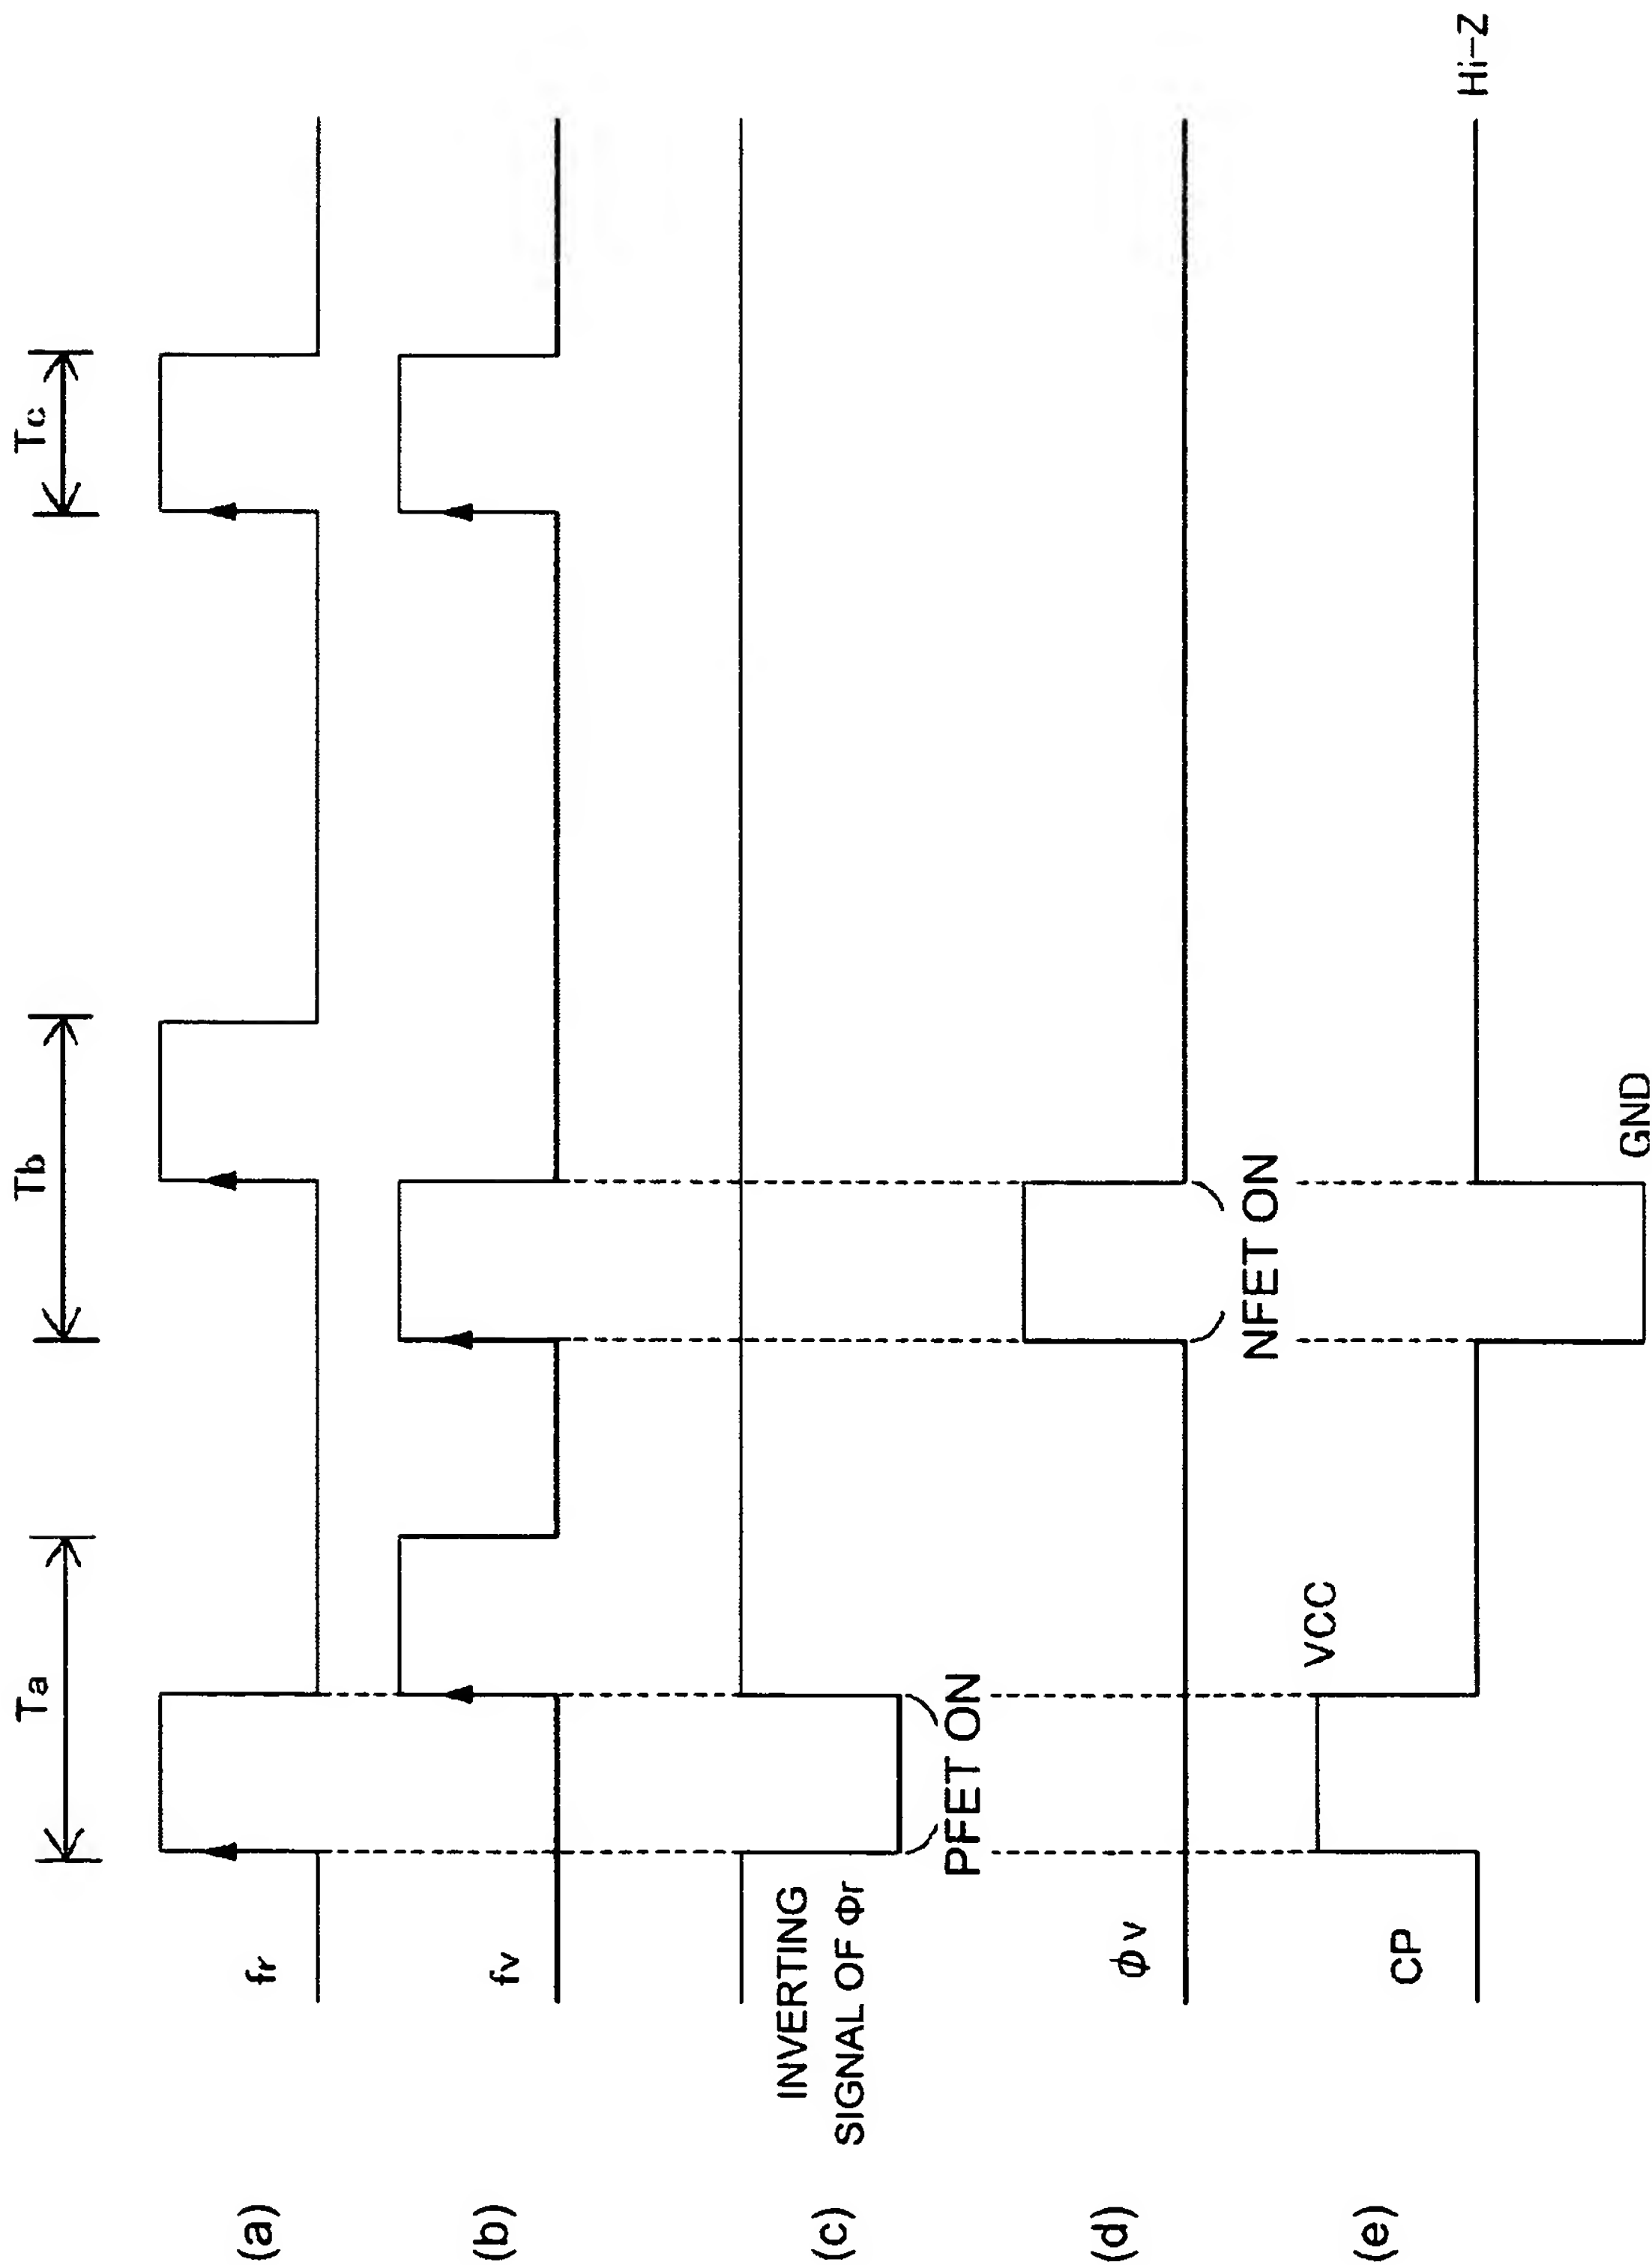 Ta
Tb
Tc
(a)
fr
(b)
fv
(c)
INVERTING
SIGNAL OF Φr
PFET ON
(d)
ϕv
NFET ON
(e)
CP
VCC
GND
Hi-Z